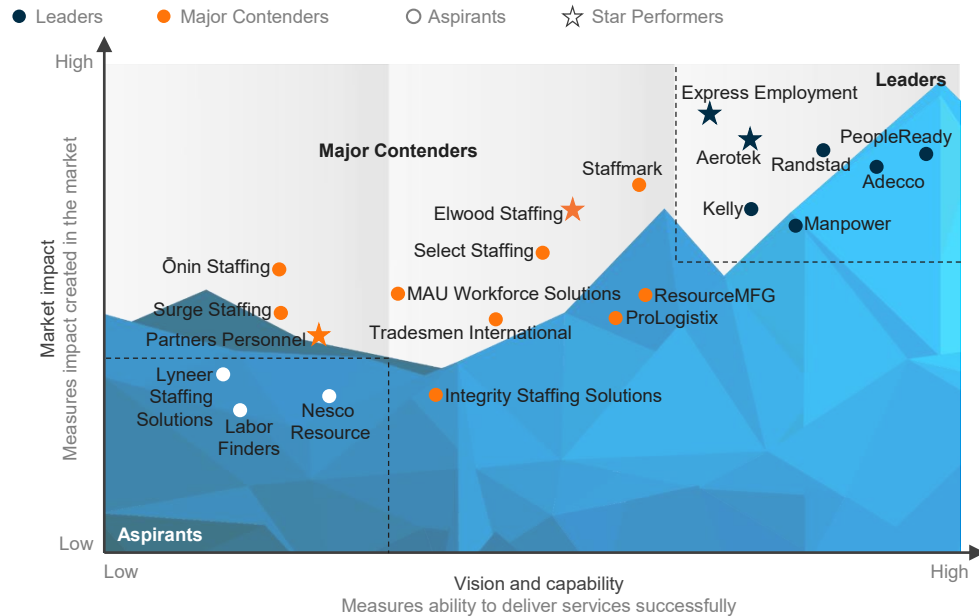 Leaders
Major Contenders
Aspirants
Star Performers
High
Leaders
Express Employment
PeopleReady
Aerotek
Randstad
Adecco
Major Contenders
Staffmark
Elwood Staffing
Kelly
Manpower
Select Staffing
Ōnin Staffing
MAU Workforce Solutions
ResourceMFG
Surge Staffing
ProLogistix
Tradesmen International
Partners Personnel
Lyneer
Staffing
Solutions
Labor
Finders
Nesco
Resource
Integrity Staffing Solutions
Aspirants
Market impact
Measures impact created in the market
Low
Low
High
Vision and capability
Measures ability to deliver services successfully